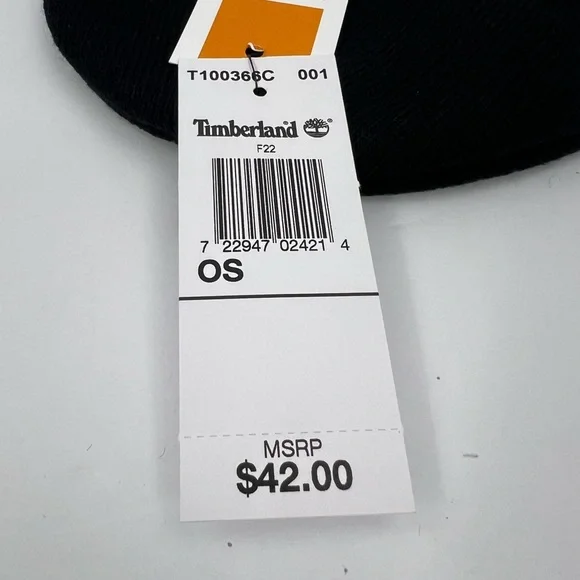 T100366C 001
Timberland ®
F22
7 22947 02421 4
OS
MSRP
$42.00